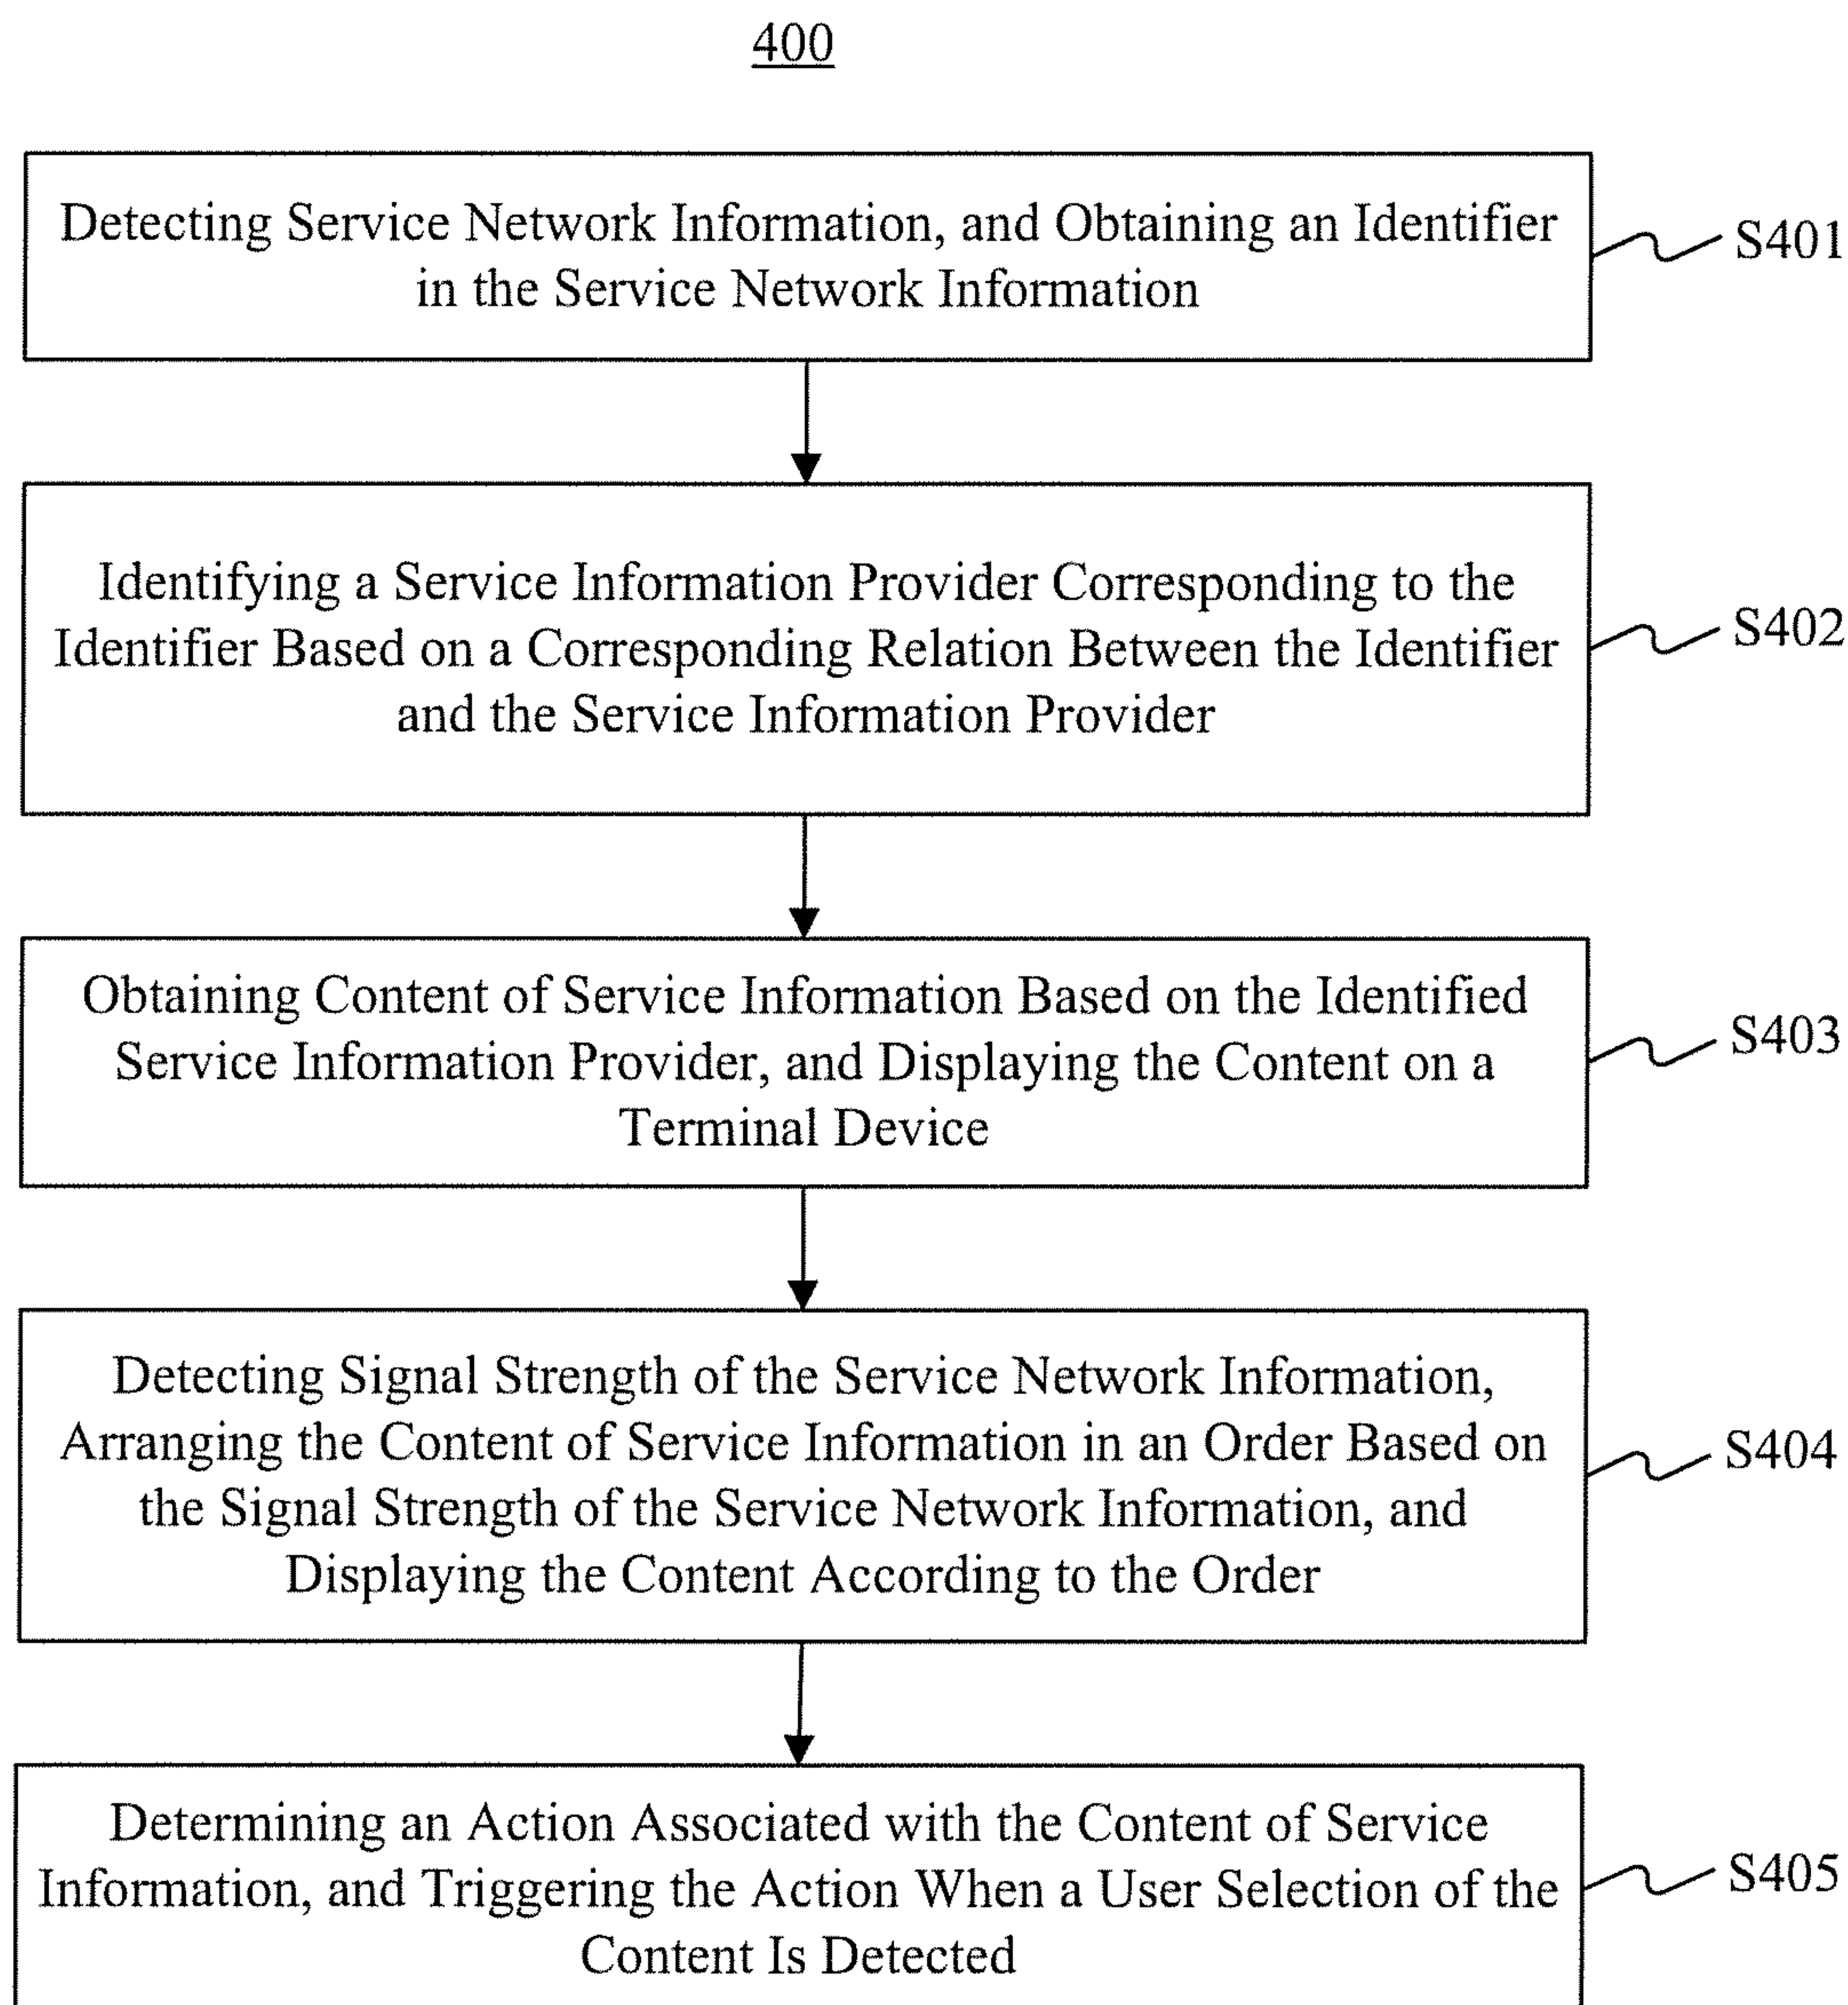 400
Detecting Service Network Information, and Obtaining an Identifier
in the Service Network Information
S401
Identifying a Service Information Provider Corresponding to the
Identifier Based on a Corresponding Relation Between the Identifier
and the Service Information Provider
S402
Obtaining Content of Service Information Based on the Identified
Service Information Provider, and Displaying the Content on a
Terminal Device
S403
Detecting Signal Strength of the Service Network Information,
Arranging the Content of Service Information in an Order Based on
the Signal Strength of the Service Network Information, and
Displaying the Content According to the Order
S404
Determining an Action Associated with the Content of Service
Information, and Triggering the Action When a User Selection of the
Content Is Detected
S405